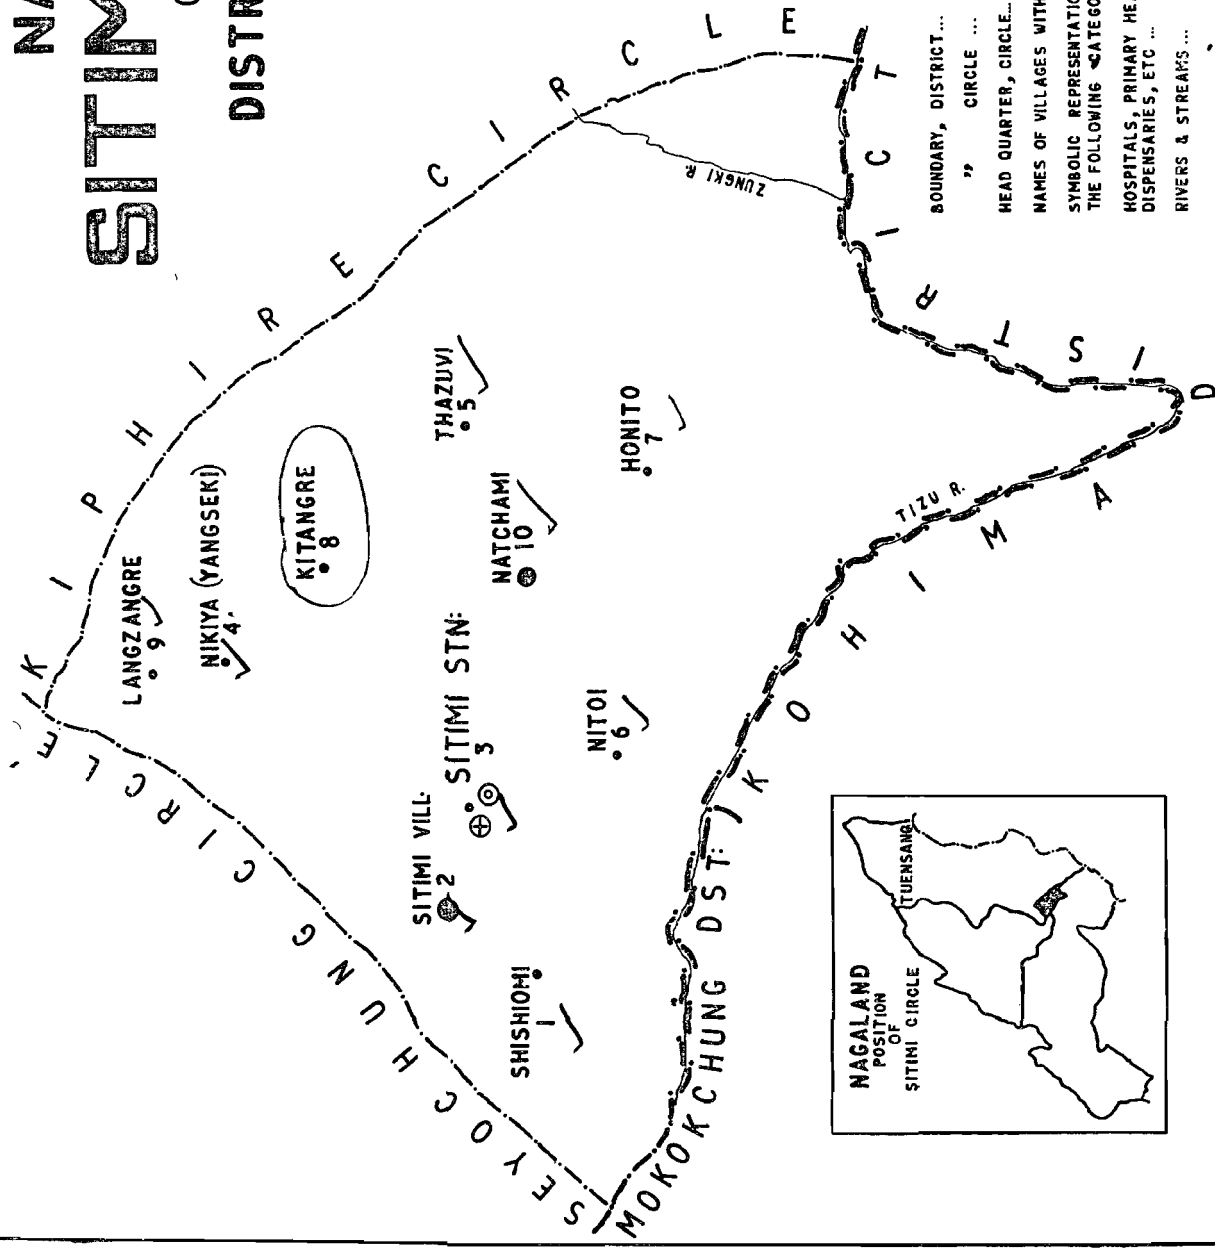 NA
SITIM
DISTR
KIPHIRE CIRCLE
SEYOCHUNG CIRCLE
LANGZANGRE
9
NIKIYA (YANGSEKI)
4
KITANGRE
8
THAZUVI
5
SITIMI VILL:
2
SITIMI STN:
3
NATCHAMI
10
SHISHIOMI
1
NITOI
6
HONITO
7
ZUNGKI R.
TIZU R.
MOKOKCHUNG DST:
KOHIMA DISTRICT
NAGALAND
POSITION
OF
SITIMI CIRCLE
TUENSANG
BOUNDARY, DISTRICT...
" CIRCLE ...
HEAD QUARTER, CIRCLE...
NAMES OF VILLAGES WITH
SYMBOLIC REPRESENTATIO
THE FOLLOWING CATEGO
HOSPITALS, PRIMARY HEA
DISPENSARIES, ETC ...
RIVERS & STREAMS ...